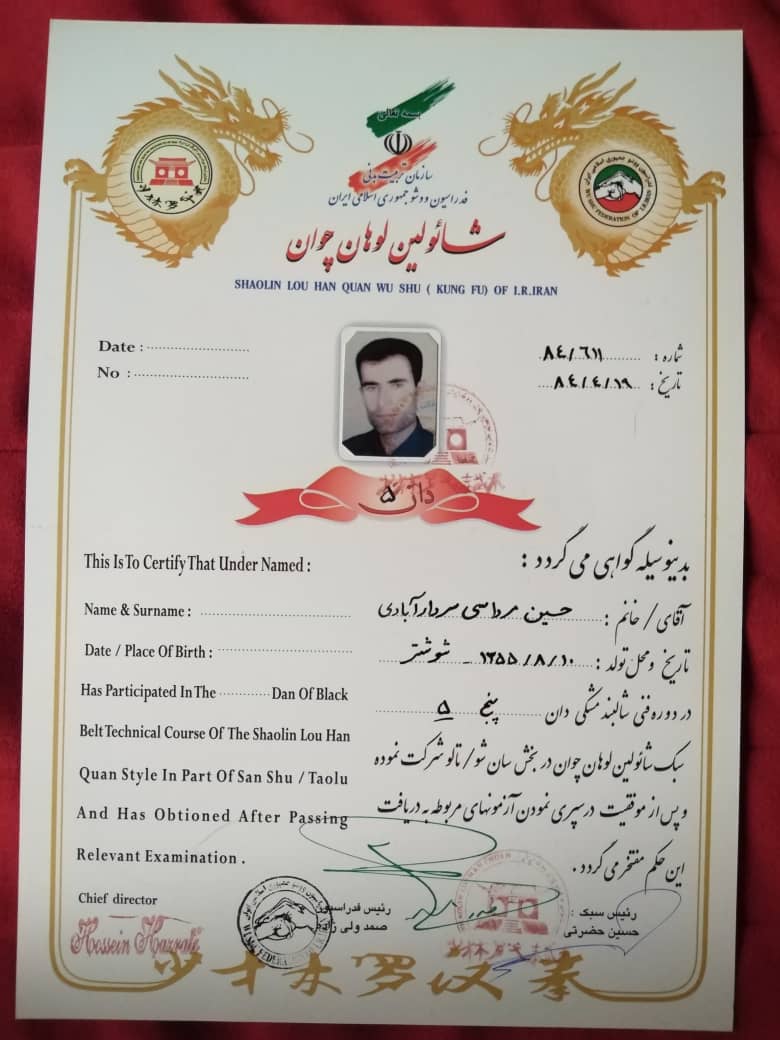 بسمه تعالی
سازمان تربیت بدنی
فدراسیون ووشو جمهوری اسلامی ایران
شائولین لوهان چوان
SHAOLIN LOU HAN QUAN WU SHU ( KUNG FU) OF I.R.IRAN
Date :
No :
شماره : ۸۴/۶۱۱
تاریخ : ۸۴/۴/۱۹
دان ۵
This Is To Certify That Under Named :
بدینوسیله گواهی می گردد :
Name & Surname :
آقای / خانم : حسین مرداسی سردارآبادی
Date / Place Of Birth :
تاریخ و محل تولد : ۱۳۵۵/۸/۱۰ - شوشتر
Has Participated In The ........... Dan Of Black
در دوره فنی شالبند مشکی دان پنج ۵
Belt Technical Course Of The Shaolin Lou Han
سبک شائولین لوهان چوان در بخش سان شو / تالو شرکت نموده
Quan Style In Part Of San Shu / Taolu
و پس از موفقیت در سپری نمودن آزمونهای مربوطه به دریافت
And Has Obtioned After Passing
این حکم مفتخر می گردد .
Relevant Examination .
Chief director
Hossein Hazrati
رئیس فدراسیون
صمد ولی زاده
رئیس سبک :
حسین حضرتی
少林罗汉拳